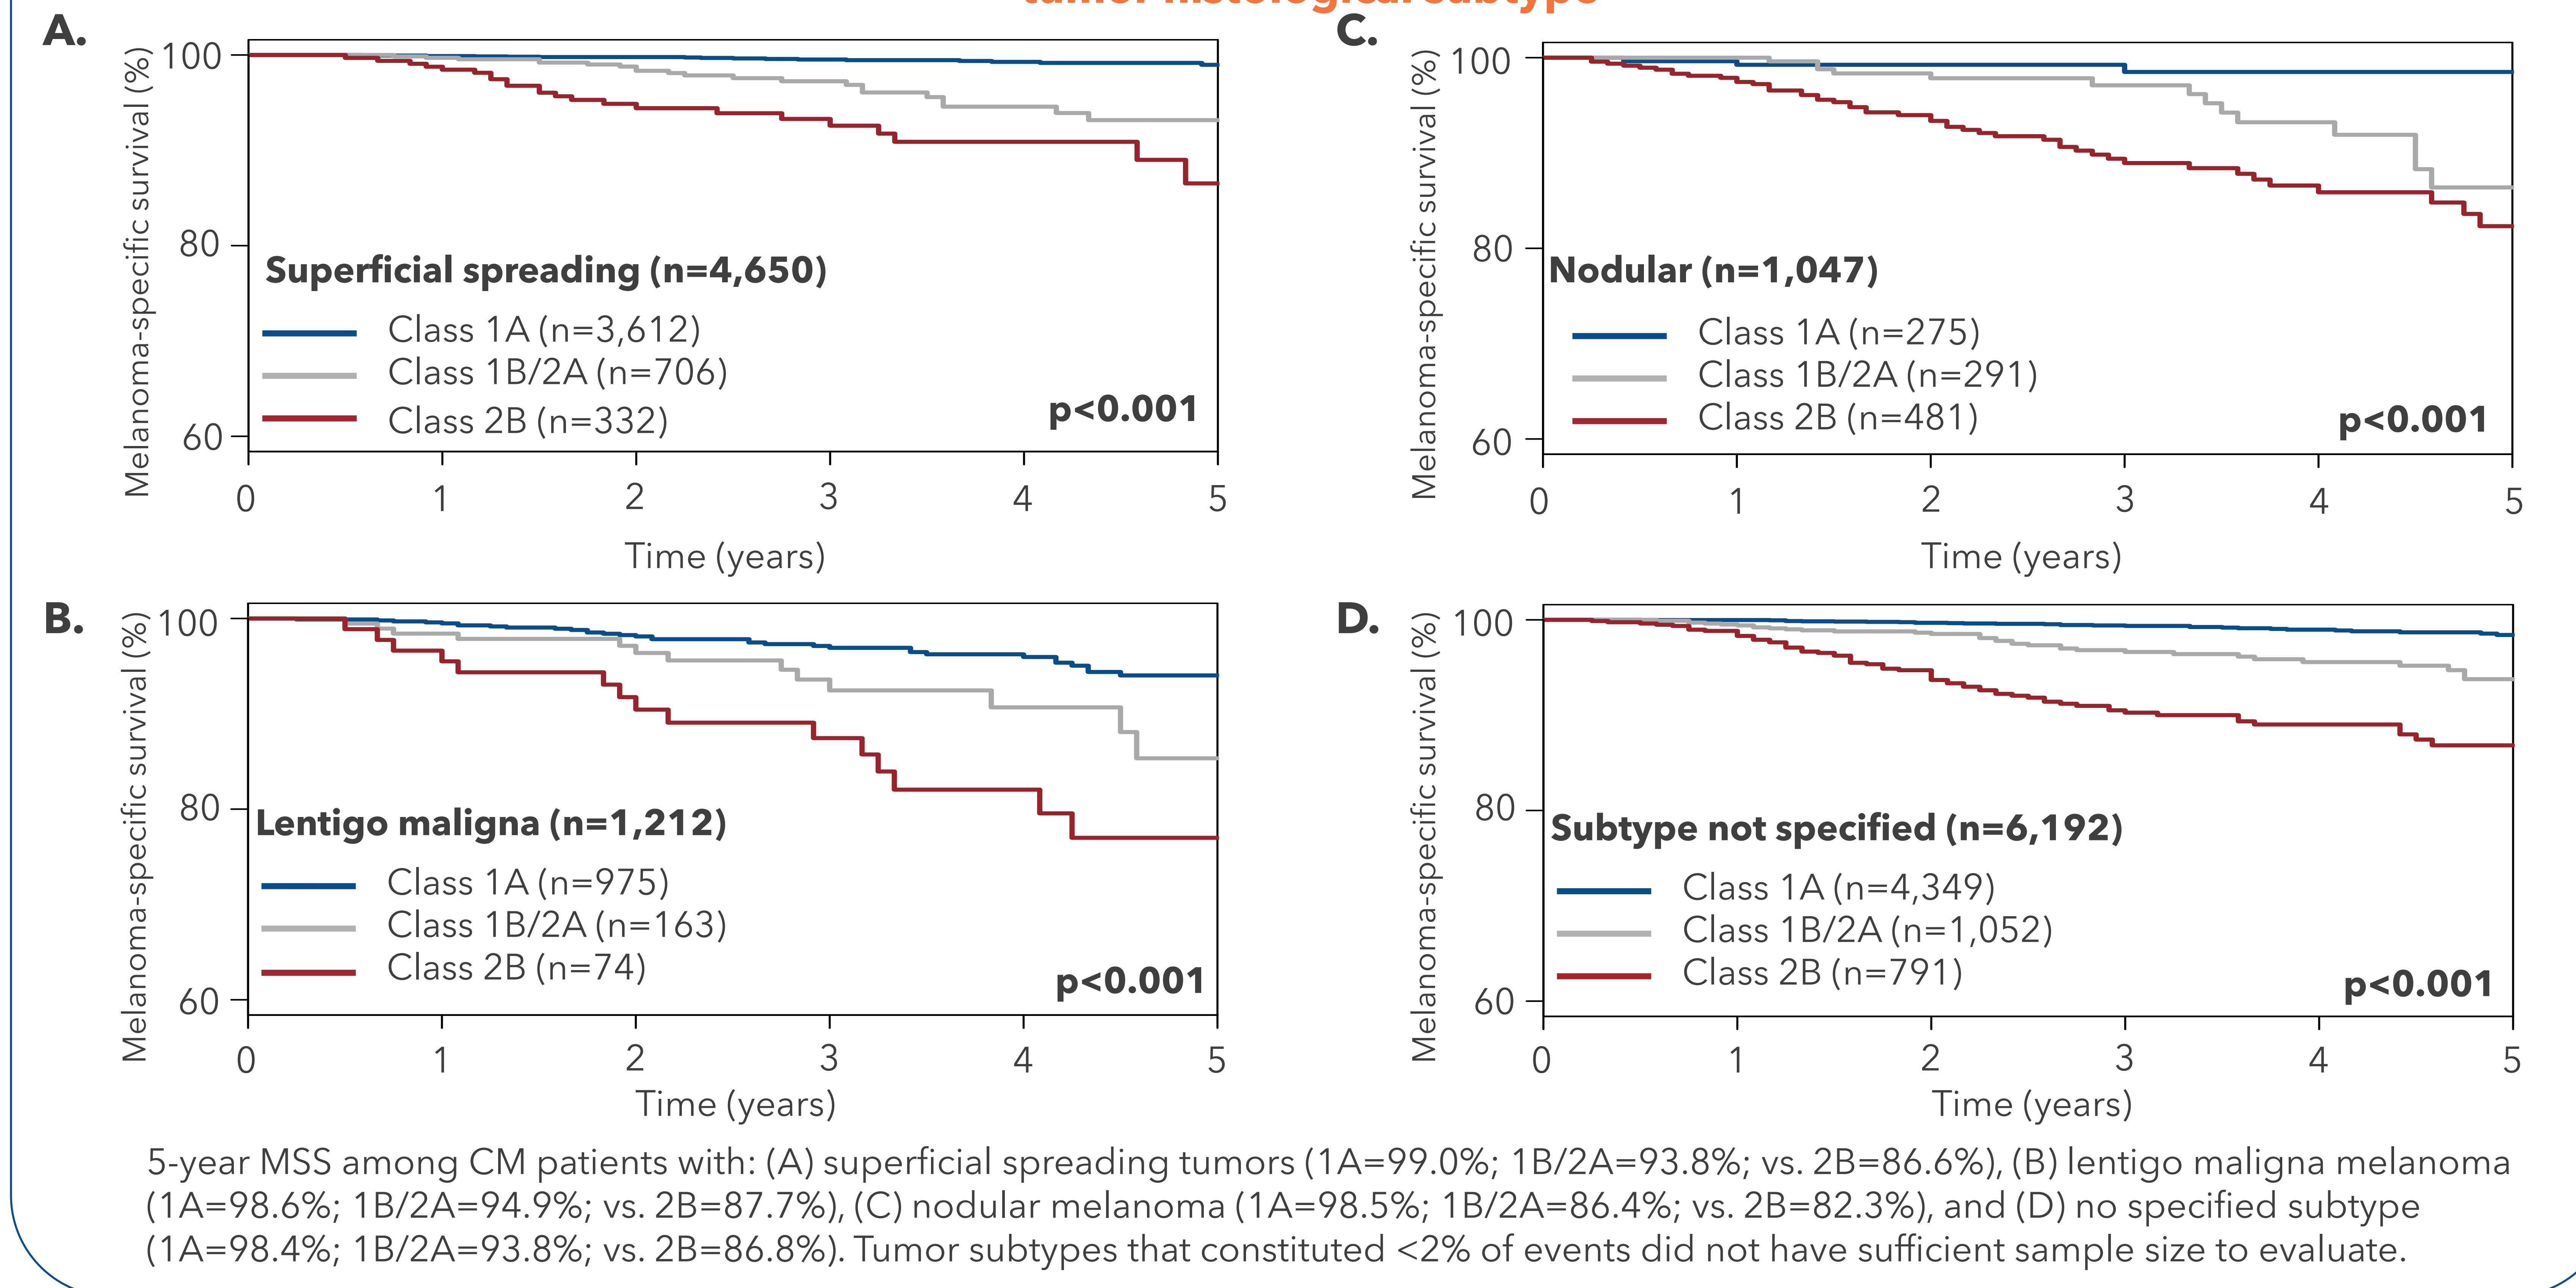 tumor histological subtype
A.
Melanoma-specific survival (%)
100
80
60
Superficial spreading (n=4,650)
Class 1A (n=3,612)
Class 1B/2A (n=706)
Class 2B (n=332)
p<0.001
0 1 2 3 4 5
Time (years)
B.
Melanoma-specific survival (%)
100
80
60
Lentigo maligna (n=1,212)
Class 1A (n=975)
Class 1B/2A (n=163)
Class 2B (n=74)
p<0.001
0 1 2 3 4 5
Time (years)
C.
Melanoma-specific survival (%)
100
80
60
Nodular (n=1,047)
Class 1A (n=275)
Class 1B/2A (n=291)
Class 2B (n=481)
p<0.001
0 1 2 3 4 5
Time (years)
D.
Melanoma-specific survival (%)
100
80
60
Subtype not specified (n=6,192)
Class 1A (n=4,349)
Class 1B/2A (n=1,052)
Class 2B (n=791)
p<0.001
0 1 2 3 4 5
Time (years)
5-year MSS among CM patients with: (A) superficial spreading tumors (1A=99.0%; 1B/2A=93.8%; vs. 2B=86.6%), (B) lentigo maligna melanoma
(1A=98.6%; 1B/2A=94.9%; vs. 2B=87.7%), (C) nodular melanoma (1A=98.5%; 1B/2A=86.4%; vs. 2B=82.3%), and (D) no specified subtype
(1A=98.4%; 1B/2A=93.8%; vs. 2B=86.8%). Tumor subtypes that constituted <2% of events did not have sufficient sample size to evaluate.